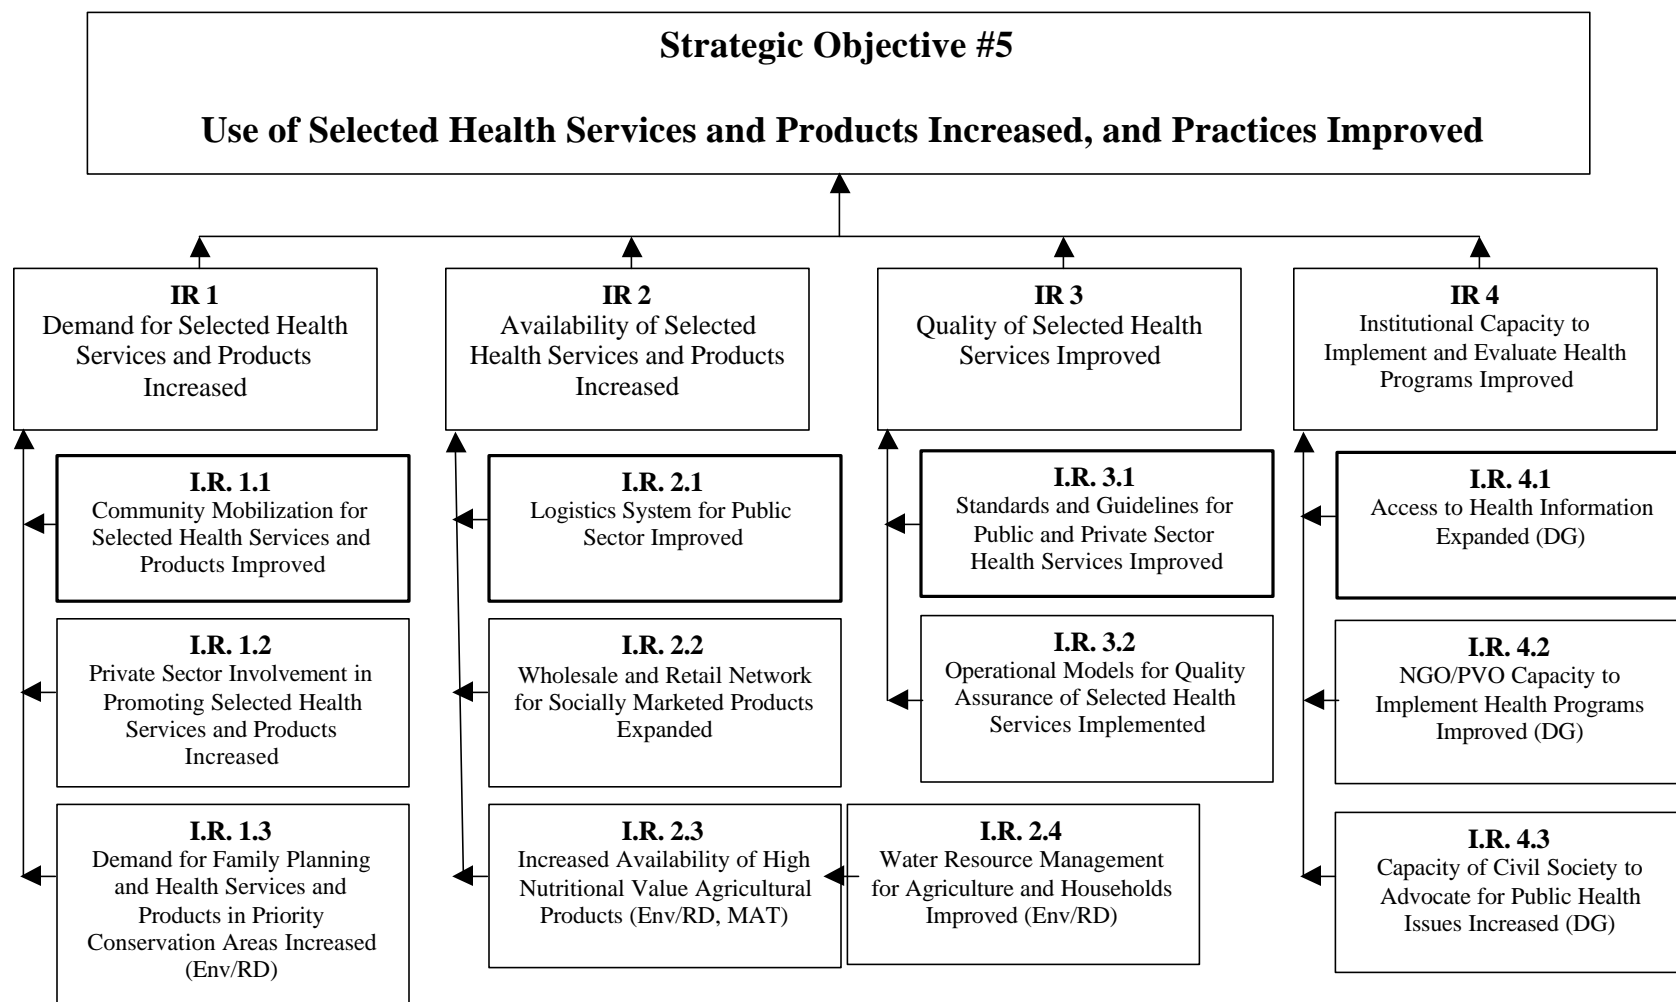 Strategic Objective #5
Use of Selected Health Services and Products Increased, and Practices Improved
IR 1
Demand for Selected Health
Services and Products
Increased
IR 2
Availability of Selected
Health Services and Products
Increased
IR 3
Quality of Selected Health
Services Improved
IR 4
Institutional Capacity to
Implement and Evaluate Health
Programs Improved
I.R. 1.1
Community Mobilization for
Selected Health Services and
Products Improved
I.R. 2.1
Logistics System for Public
Sector Improved
I.R. 3.1
Standards and Guidelines for
Public and Private Sector
Health Services Improved
I.R. 4.1
Access to Health Information
Expanded (DG)
I.R. 1.2
Private Sector Involvement in
Promoting Selected Health
Services and Products
Increased
I.R. 2.2
Wholesale and Retail Network
for Socially Marketed Products
Expanded
I.R. 3.2
Operational Models for Quality
Assurance of Selected Health
Services Implemented
I.R. 4.2
NGO/PVO Capacity to
Implement Health Programs
Improved (DG)
I.R. 1.3
Demand for Family Planning
and Health Services and
Products in Priority
Conservation Areas Increased
(Env/RD)
I.R. 2.3
Increased Availability of High
Nutritional Value Agricultural
Products (Env/RD, MAT)
I.R. 2.4
Water Resource Management
for Agriculture and Households
Improved (Env/RD)
I.R. 4.3
Capacity of Civil Society to
Advocate for Public Health
Issues Increased (DG)